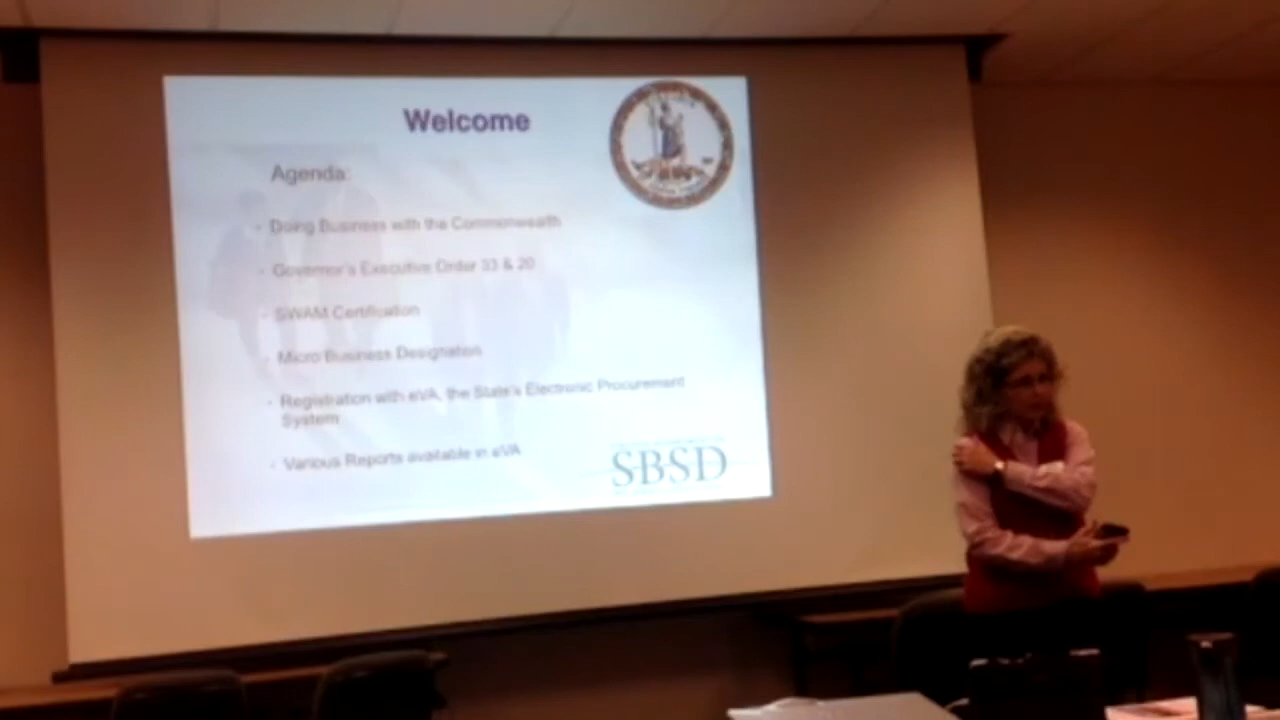 Welcome
Agenda:
- Doing Business with the Commonwealth
- Governor's Executive Order 33 & 20
- SWAM Certification
- Micro Business Designation
- Registration with eVA, the State's Electronic Procurement
System
- Various Reports available in eVA
SBSD